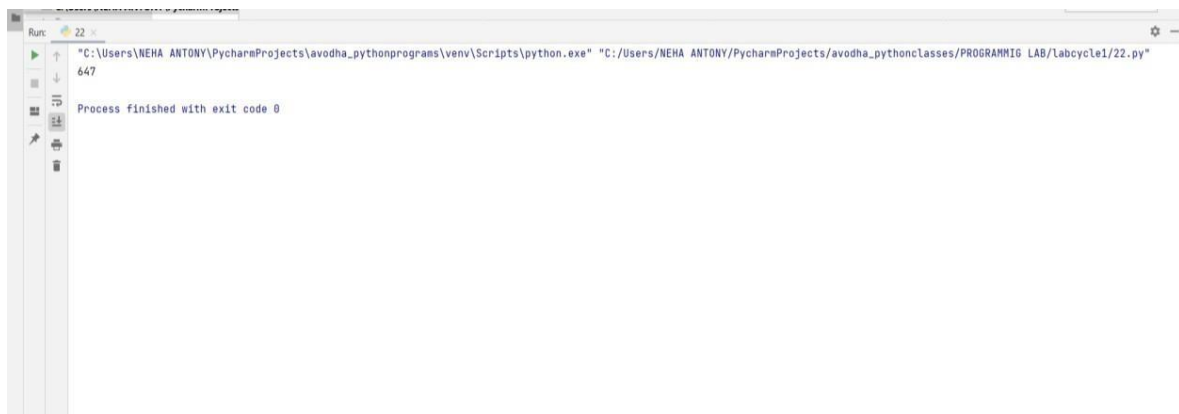 Run: 22 ×
"C:\Users\NEHA ANTONY\PycharmProjects\avodha_pythonprograms\venv\Scripts\python.exe" "C:/Users/NEHA ANTONY/PycharmProjects/avodha_pythonclasses/PROGRAMMIG LAB/labcycle1/22.py"
647
Process finished with exit code 0